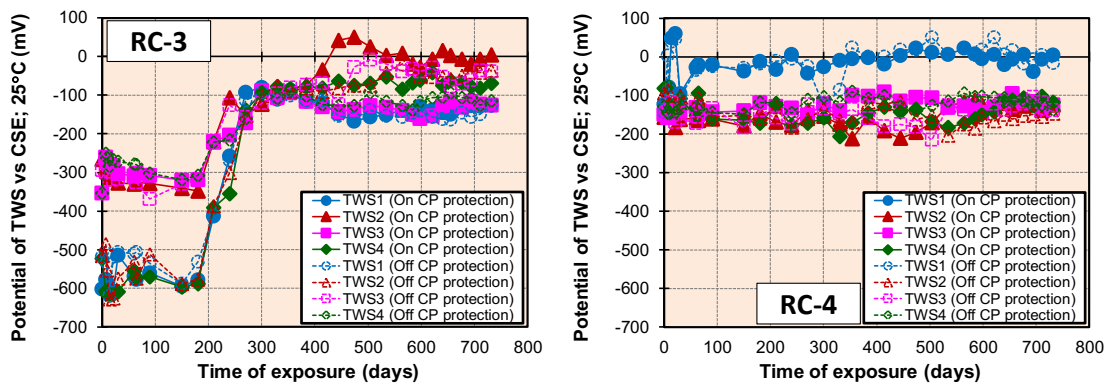 RC-3
Potential of TWS vs CSE; 25°C (mV)
100
0
-100
-200
-300
-400
-500
-600
-700
TWS1 (On CP protection)
TWS2 (On CP protection)
TWS3 (On CP protection)
TWS4 (On CP protection)
TWS1 (Off CP protection)
TWS2 (Off CP protection)
TWS3 (Off CP protection)
TWS4 (Off CP protection)
0 100 200 300 400 500 600 700 800
Time of exposure (days)
Potential of TWS vs CSE; 25°C (mV)
100
0
-100
-200
-300
-400
-500
-600
-700
TWS1 (On CP protection)
TWS2 (On CP protection)
TWS3 (On CP protection)
TWS4 (On CP protection)
TWS1 (Off CP protection)
TWS2 (Off CP protection)
TWS3 (Off CP protection)
TWS4 (Off CP protection)
RC-4
0 100 200 300 400 500 600 700 800
Time of exposure (days)